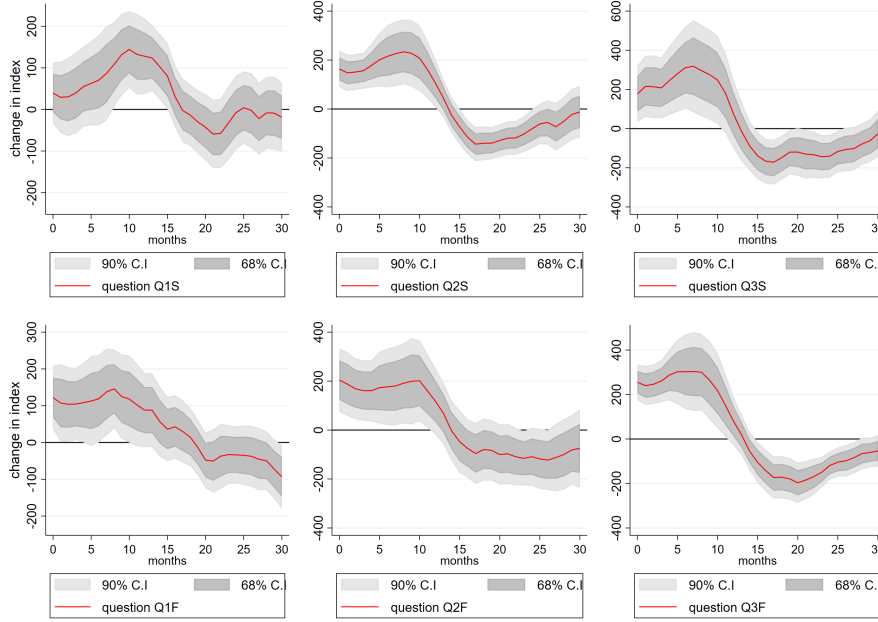 change in index
200
100
0
-100
-200
0 5 10 15 20 25 30
months
90% C.I 68% C.I
question Q1S
400
200
0
-200
-400
0 5 10 15 20 25 30
months
90% C.I 68% C.I
question Q2S
600
400
200
0
-200
-400
0 5 10 15 20 25 30
months
90% C.I 68% C.
question Q3S
change in index
300
200
100
0
-100
-200
0 5 10 15 20 25 30
months
90% C.I 68% C.I
question Q1F
400
200
0
-200
-400
0 5 10 15 20 25 30
months
90% C.I 68% C.I
question Q2F
400
200
0
-200
-400
0 5 10 15 20 25 30
months
90% C.I 68% C.
question Q3F